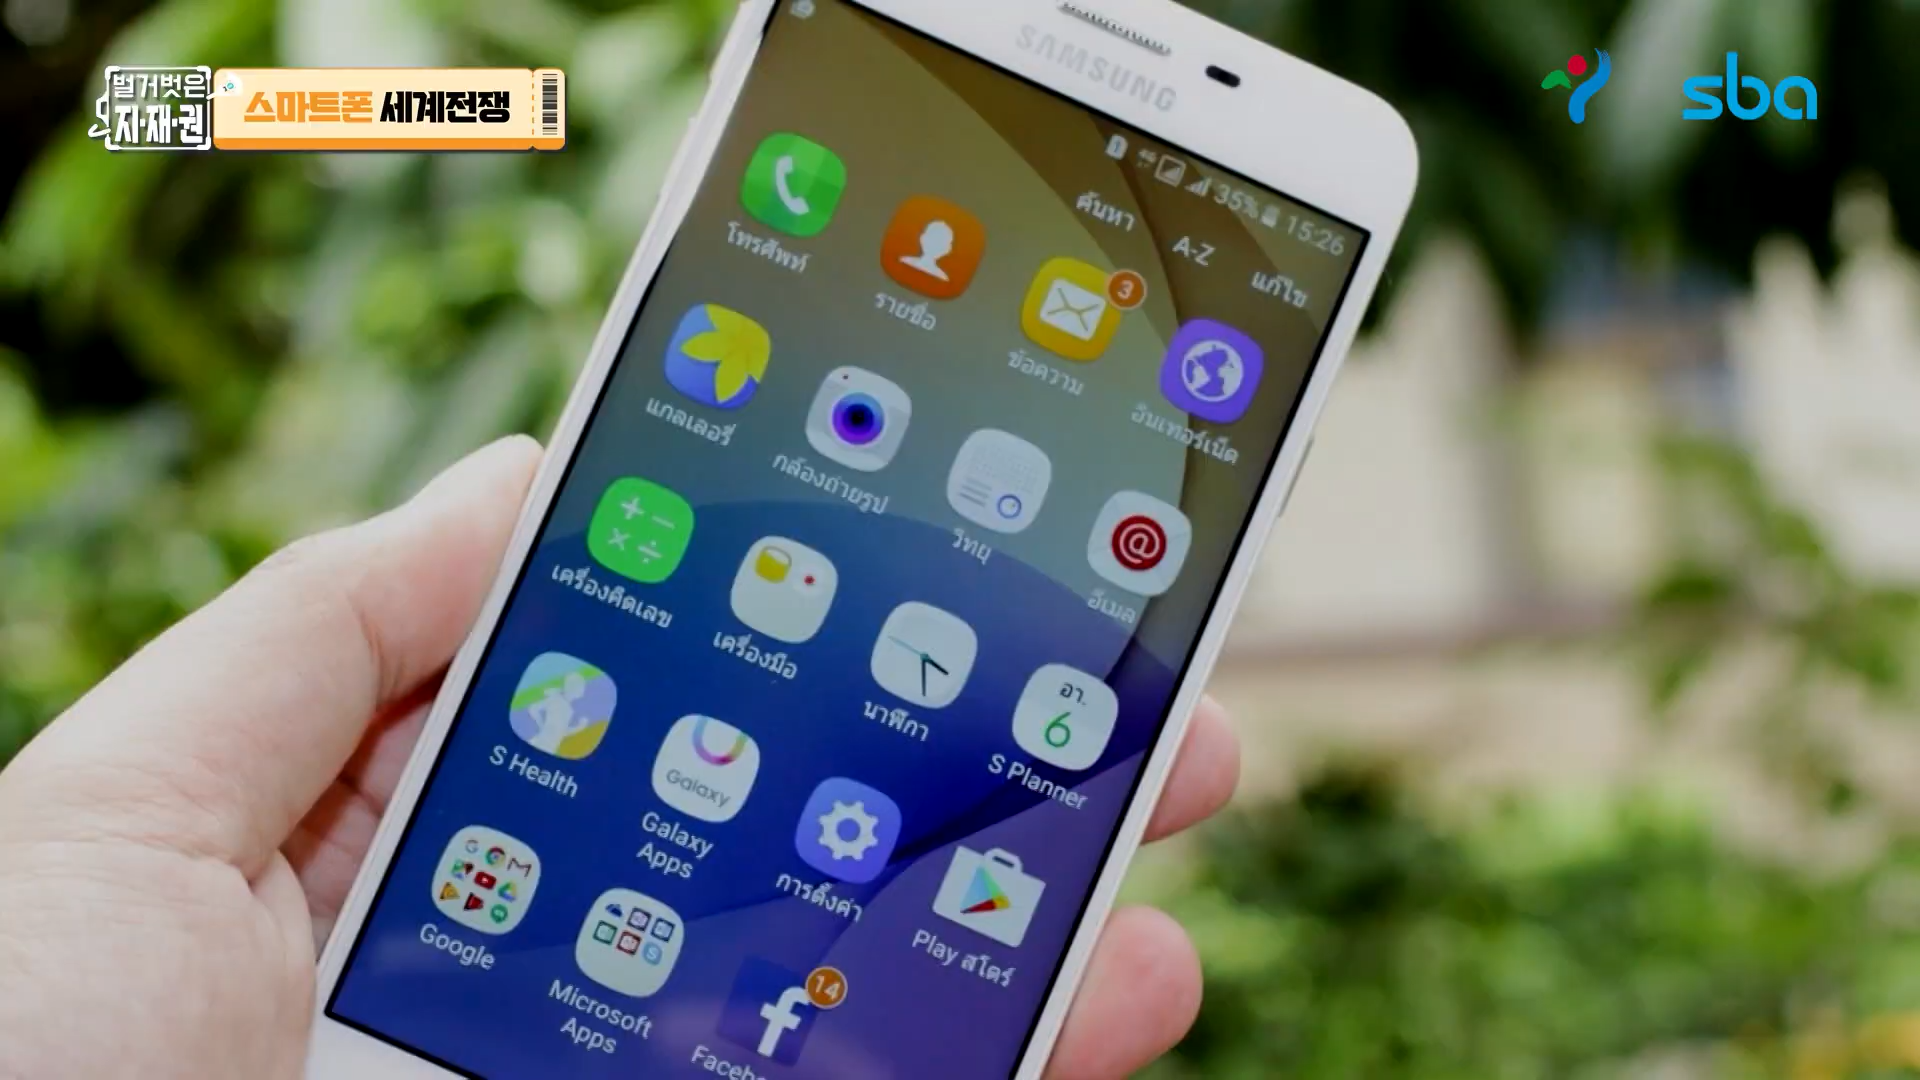 벌거벗은
지·재·권
스마트폰 세계전쟁
sba
SAMSUNG
35% 15:26
ค้นหา
A-Z
แก้ไข
โทรศัพท์
รายชื่อ
3
ข้อความ
อินเทอร์เน็ต
แกลเลอรี่
กล้องถ่ายรูป
วิทยุ
@
อีเมล
เครื่องคิดเลข
เครื่องมือ
นาฬิกา
อา.
6
S Planner
S Health
Galaxy
Galaxy
Apps
การตั้งค่า
Play สโตร์
Google
Microsoft
Apps
14